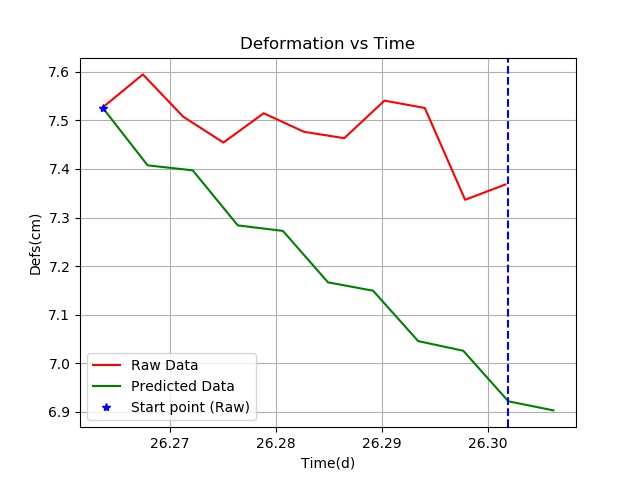 Deformation vs Time
7.6
7.5
7.4
7.3
7.2
7.1
7.0
6.9
Defs(cm)
Raw Data
Predicted Data
Start point (Raw)
26.27 26.28 26.29 26.30
Time(d)